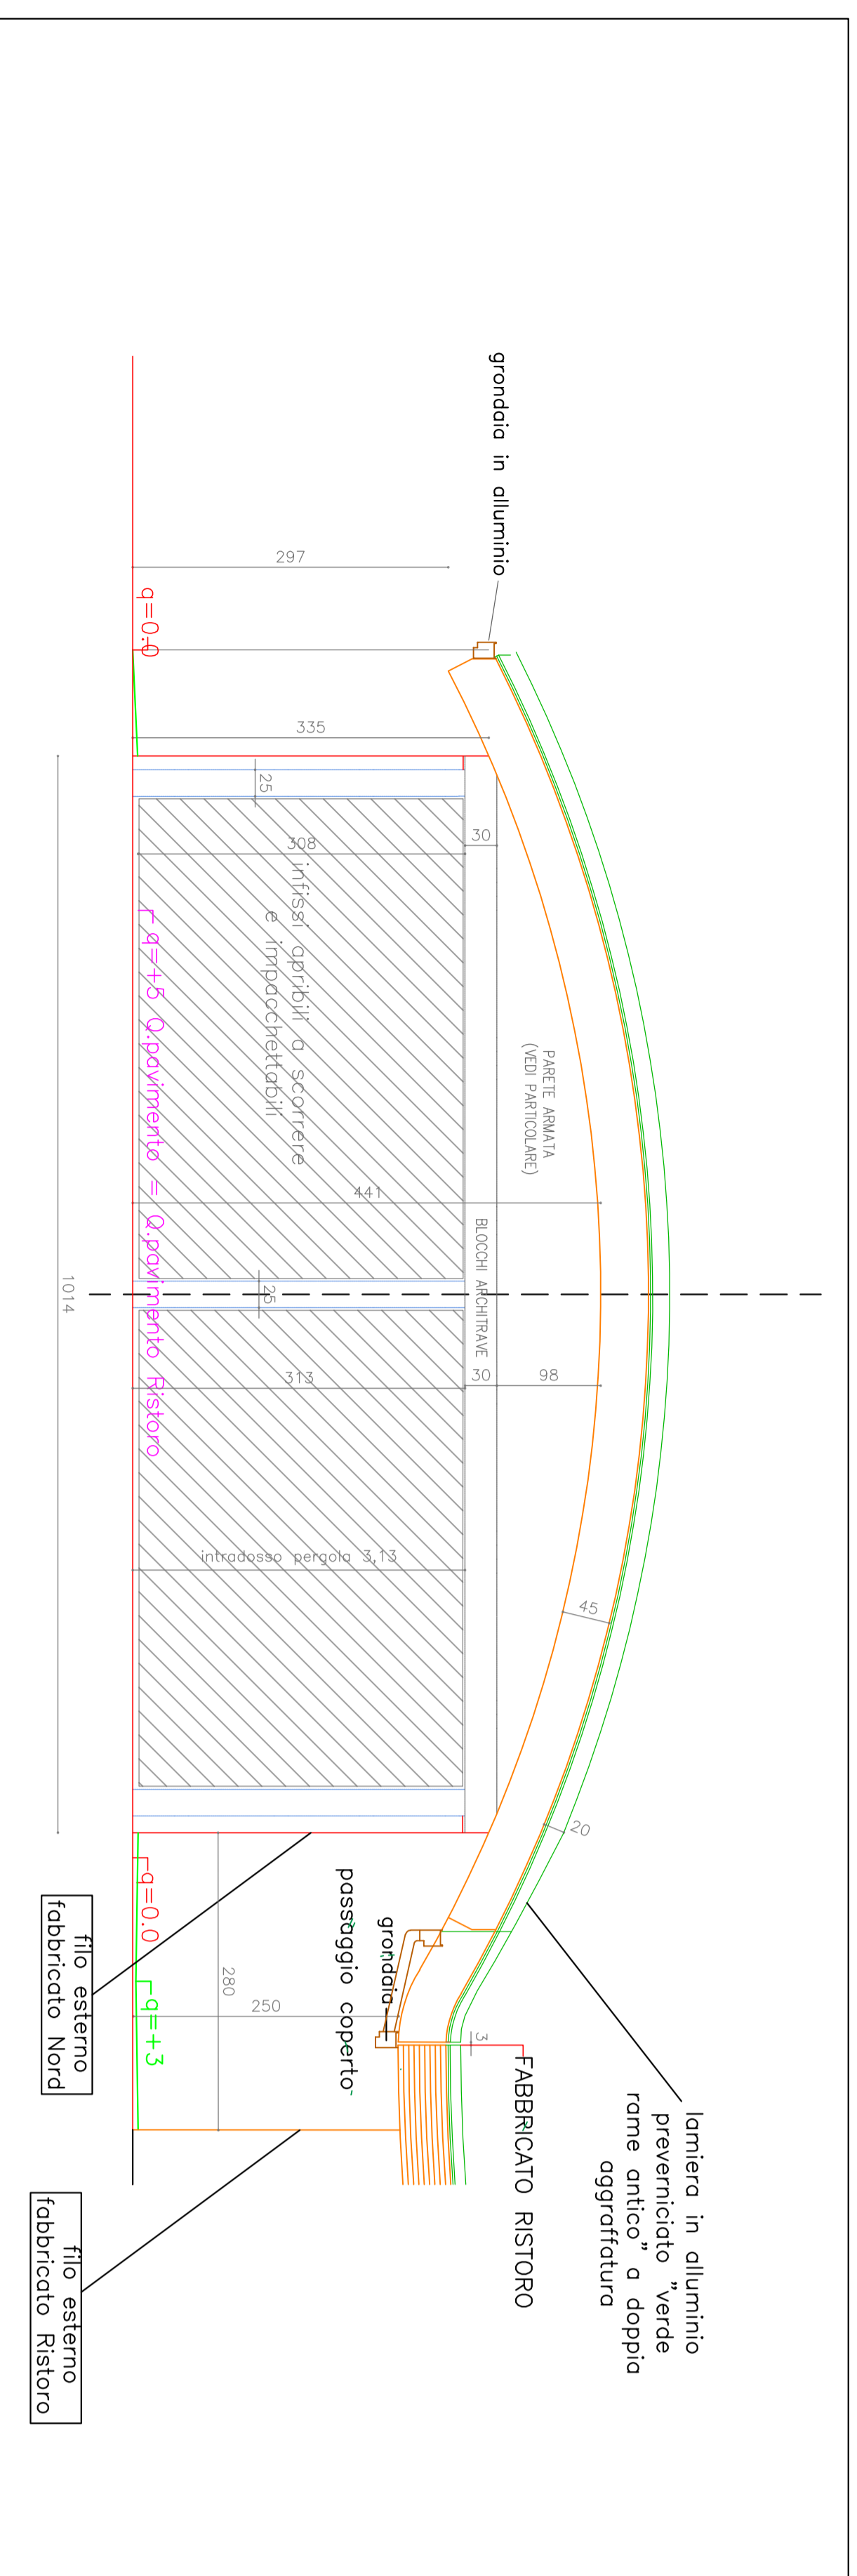 grondaia in alluminio
297
q=0.0
335
25
30
308
infissi apribili a scorrere
e impacchettabili
q=+5 Q.pavimento = Q.pavimento Ristoro
PARETE ARMATA
(VEDI PARTICOLARE)
441
BLOCCHI ARCHITRAVE
25
1014
313
30
98
intradosso pergola 3,13
45
20
lamiera in alluminio
preverniciato "verde
rame antico" a doppia
aggraffatura
passaggio coperto
grondaia
q=0.0
q=+3
280
250
3
FABBRICATO RISTORO
filo esterno
fabbricato Nord
filo esterno
fabbricato Ristoro